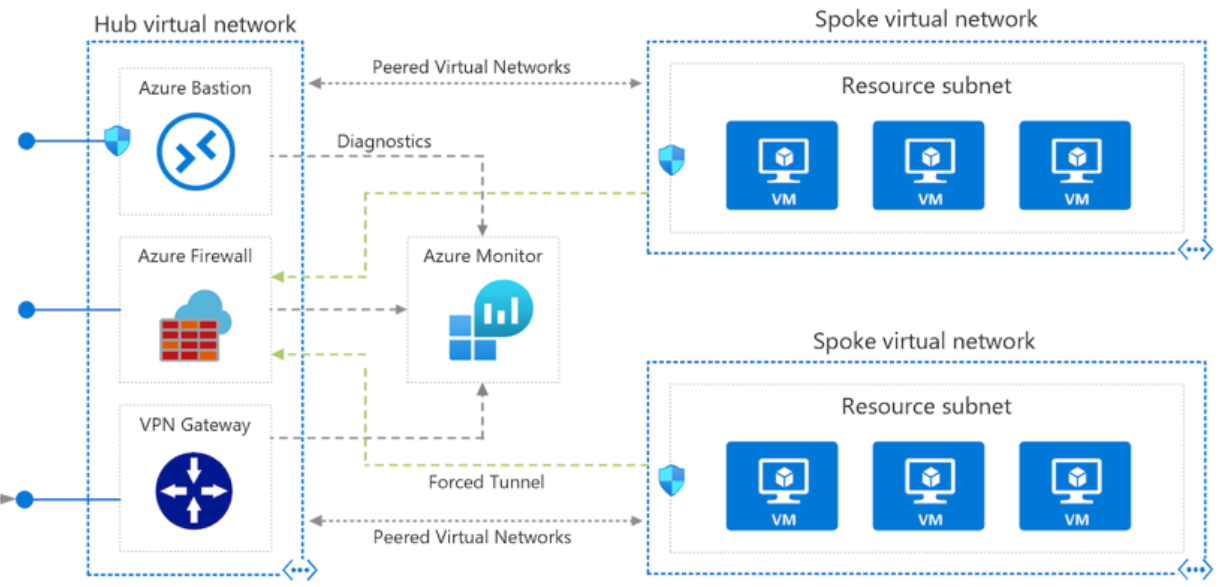 Hub virtual network
Azure Bastion
Azure Firewall
VPN Gateway
Peered Virtual Networks
Diagnostics
Azure Monitor
Forced Tunnel
Peered Virtual Networks
Spoke virtual network
Resource subnet
VM
VM
VM
Spoke virtual network
Resource subnet
VM
VM
VM